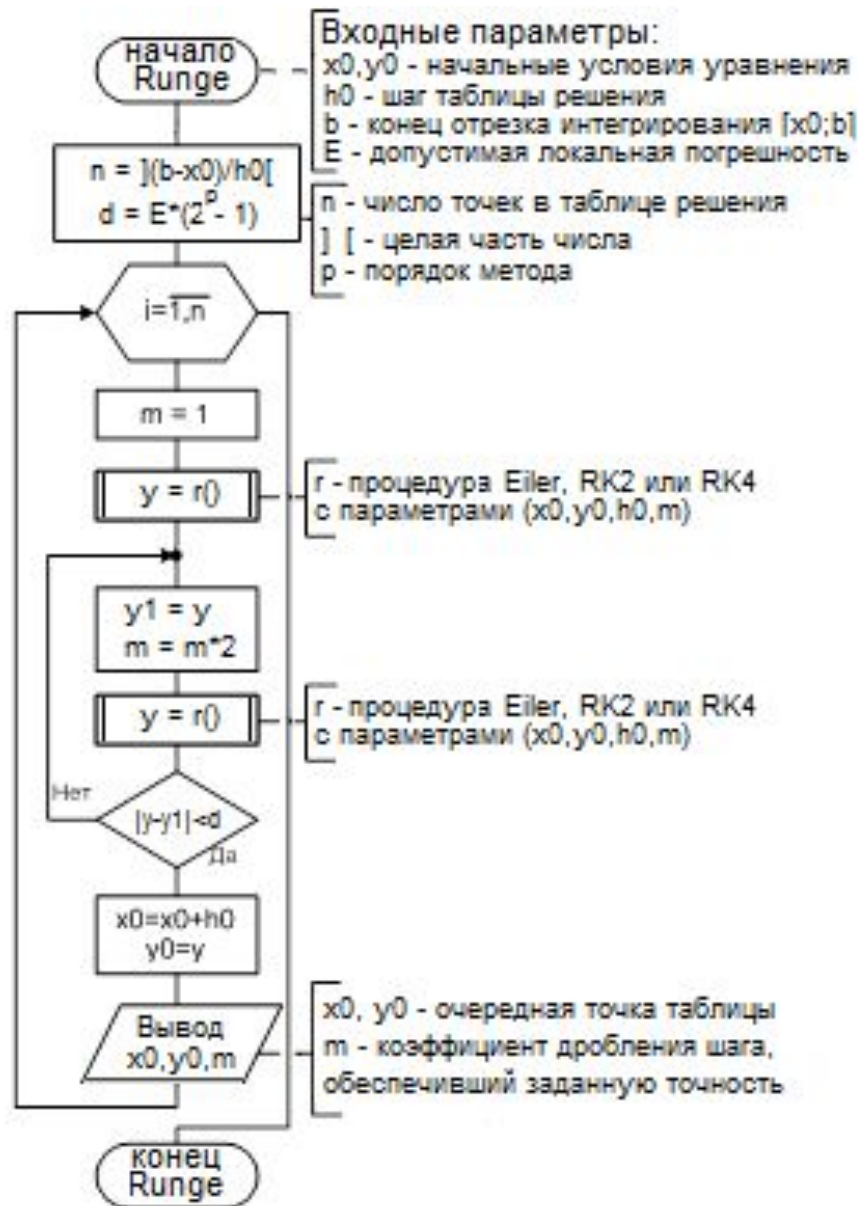 начало
Runge
Входные параметры:
x0,y0 - начальные условия уравнения
h0 - шаг таблицы решения
b - конец отрезка интегрирования [x0;b]
E - допустимая локальная погрешность
n = ](b-x0)/h0[
d = E*(2^p - 1)
n - число точек в таблице решения
] [ - целая часть числа
p - порядок метода
i=1,n
m = 1
y = r()
r - процедура Eiler, RK2 или RK4
с параметрами (x0,y0,h0,m)
y1 = y
m = m*2
y = r()
r - процедура Eiler, RK2 или RK4
с параметрами (x0,y0,h0,m)
Нет
|y-y1|<d
Да
x0=x0+h0
y0=y
Вывод
x0,y0,m
x0, y0 - очередная точка таблицы
m - коэффициент дробления шага,
обеспечивший заданную точность
конец
Runge